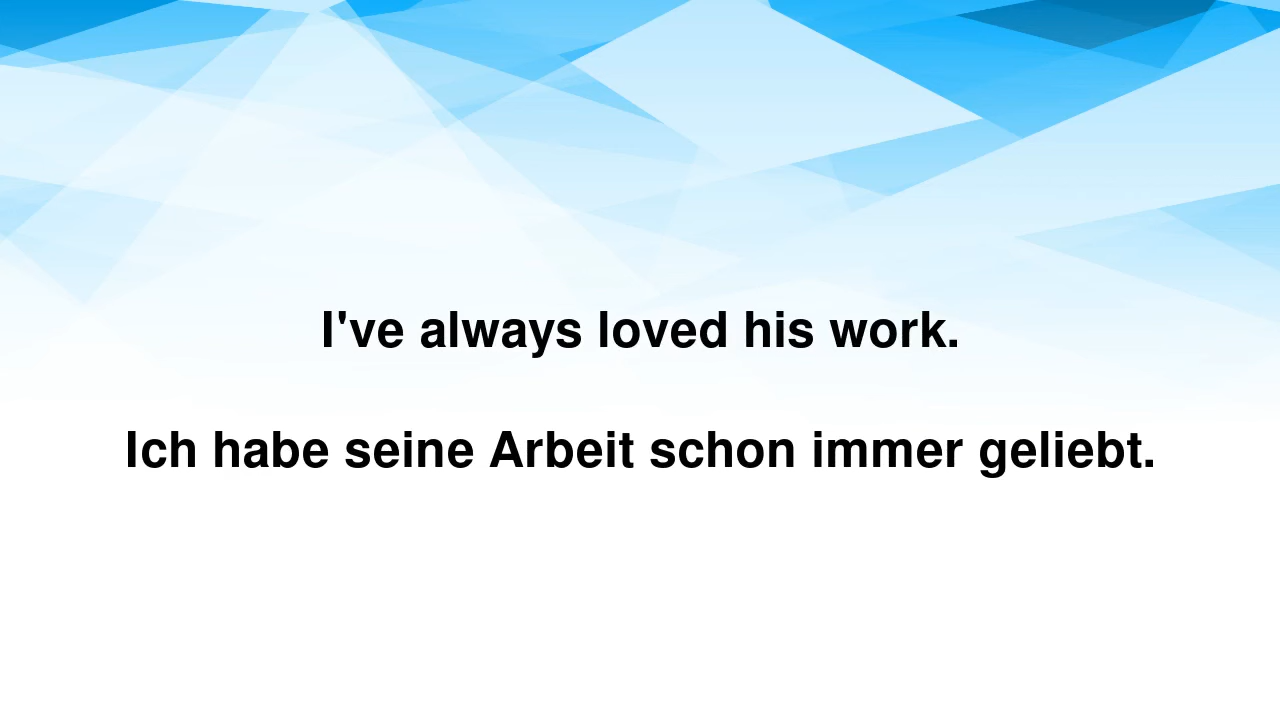 I've always loved his work.
Ich habe seine Arbeit schon immer geliebt.